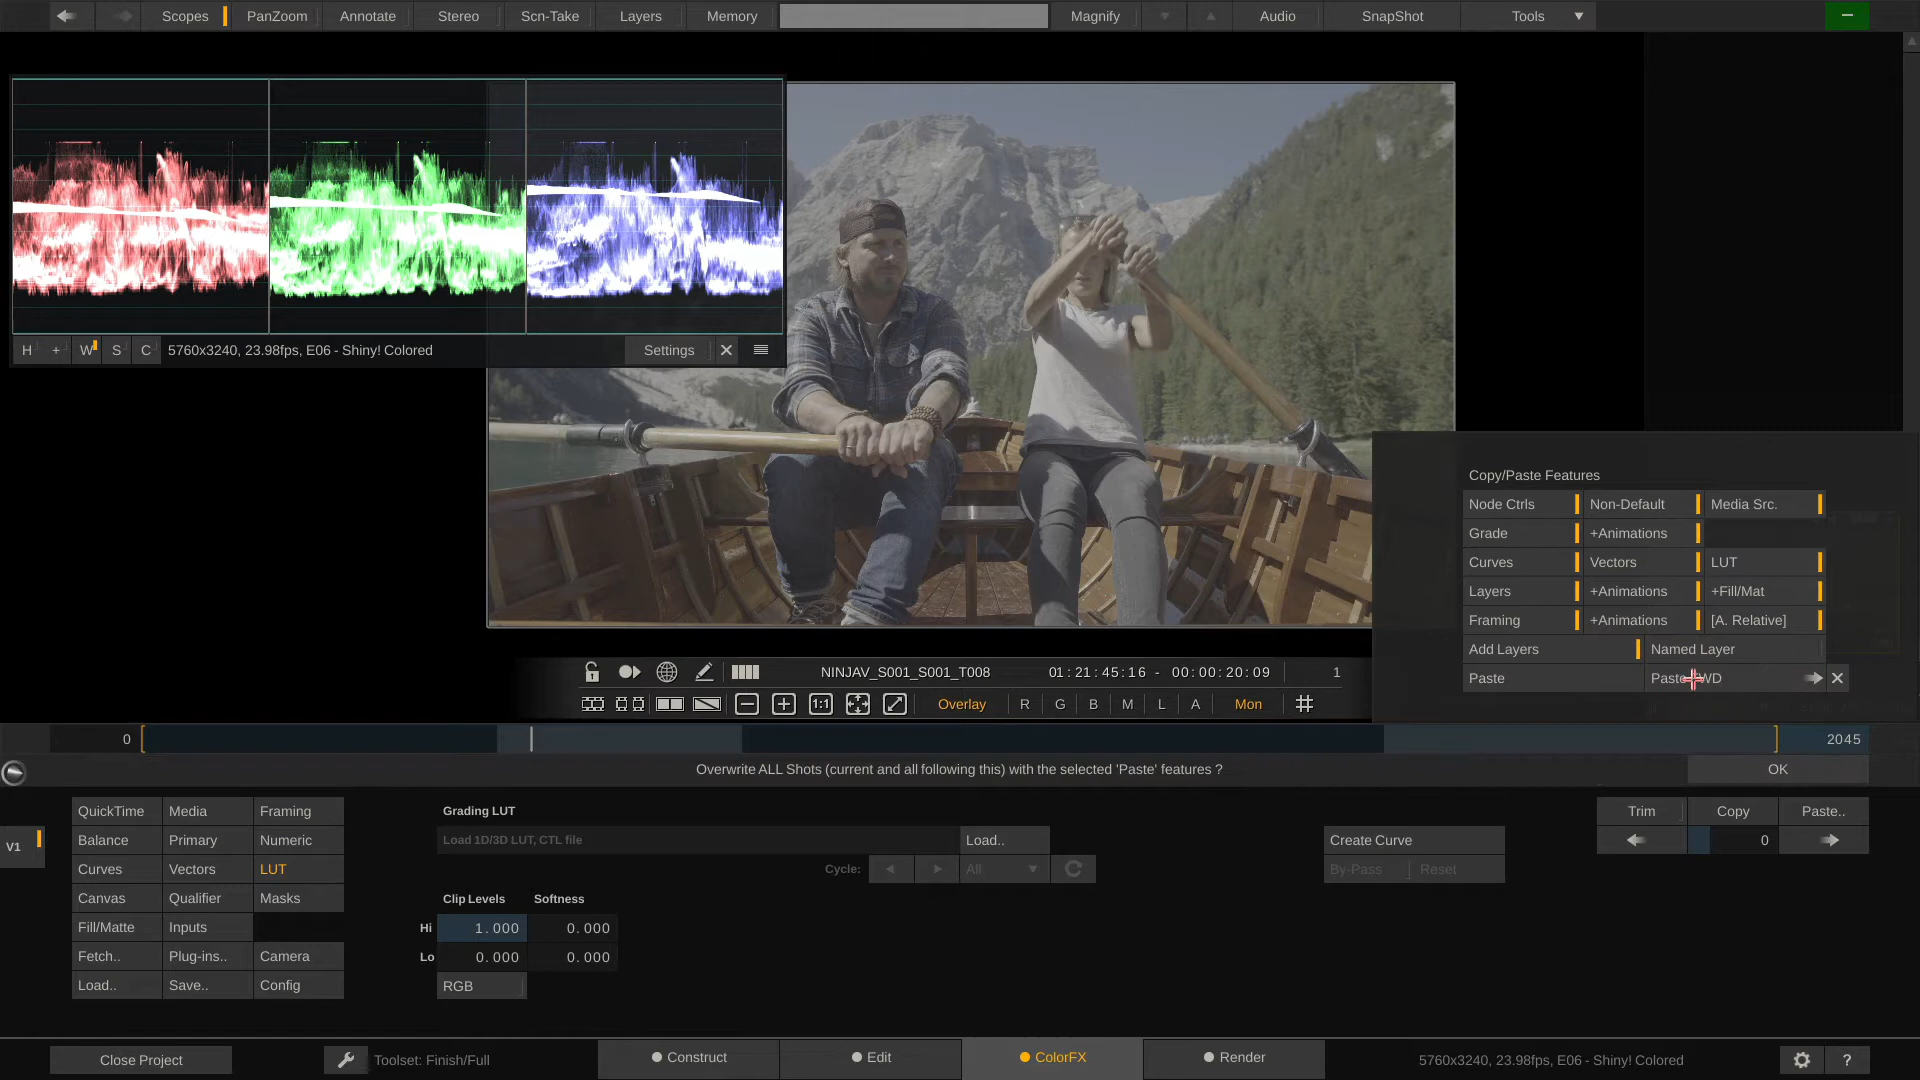 Scopes PanZoom Annotate Stereo Scn-Take Layers Memory Magnify Audio SnapShot Tools
H + W S C 5760x3240, 23.98fps, E06 - Shiny! Colored Settings
Copy/Paste Features
Node Ctrls Non-Default Media Src.
Grade +Animations
Curves Vectors LUT
Layers +Animations +Fill/Mat
Framing +Animations [A. Relative]
Add Layers Named Layer
Paste
NINJAV_S001_S001_T008 01:21:45:16 - 00:00:20:09 1
1:1 Overlay R G B M L A Mon
0 2045
Overwrite ALL Shots (current and all following this) with the selected 'Paste' features ? OK
V1
QuickTime Media Framing
Balance Primary Numeric
Curves Vectors LUT
Canvas Qualifier Masks
Fill/Matte Inputs
Fetch.. Plug-ins.. Camera
Load.. Save.. Config
Grading LUT
Load 1D/3D LUT, CTL file Load..
Cycle: All
Clip Levels Softness
Hi 1.000 0.000
Lo 0.000 0.000
RGB
Create Curve
By-Pass Reset
Trim Copy Paste..
0
Close Project Toolset: Finish/Full Construct Edit ColorFX Render 5760x3240, 23.98fps, E06 - Shiny! Colored ?